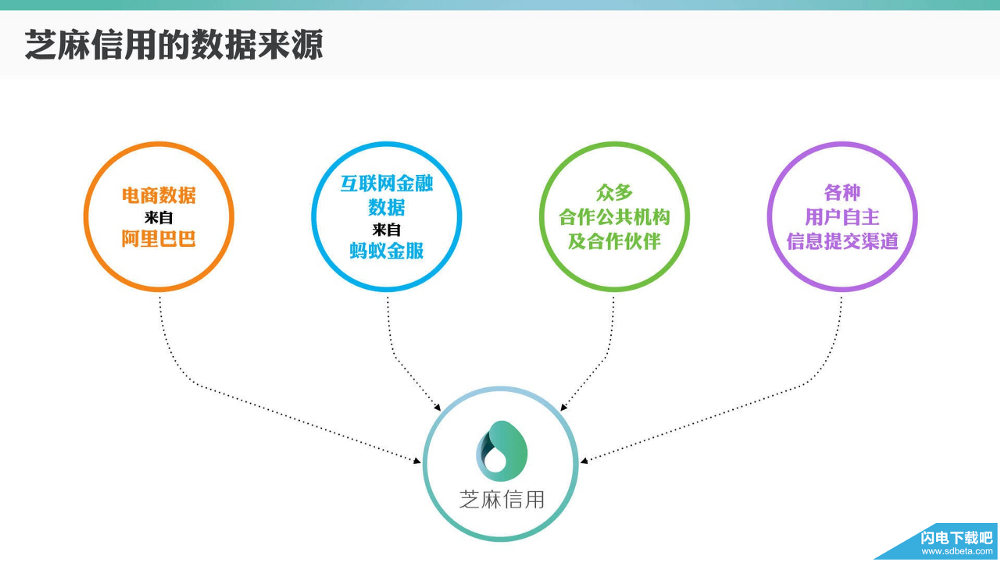 芝麻信用的数据来源
电商数据
来自
阿里巴巴
互联网金融
数据
来自
蚂蚁金服
众多
合作公共机构
及合作伙伴
各种
用户自主
信息提交渠道
芝麻信用
闪电下载吧
www.sdbeta.com